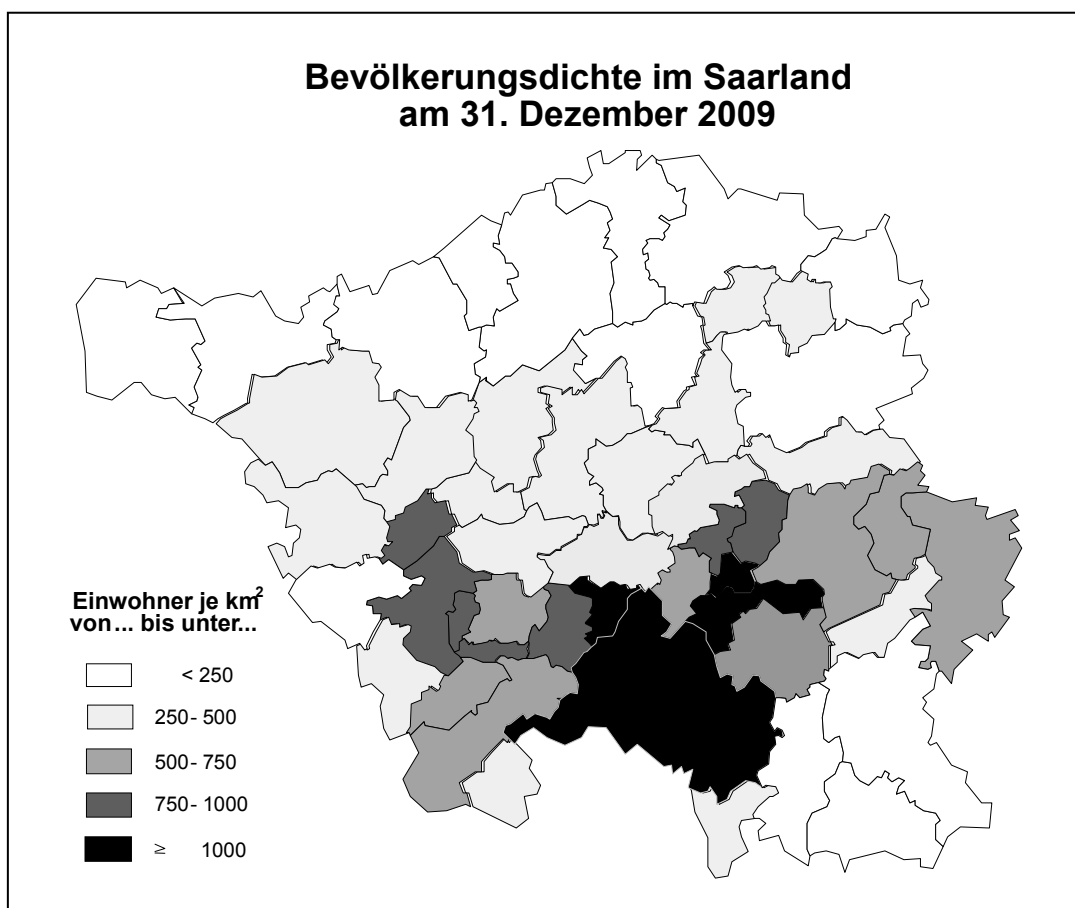 Bevölkerungsdichte im Saarland
am 31. Dezember 2009
Einwohner je km²
von ... bis unter...
< 250
250 - 500
500 - 750
750 - 1000
≥ 1000